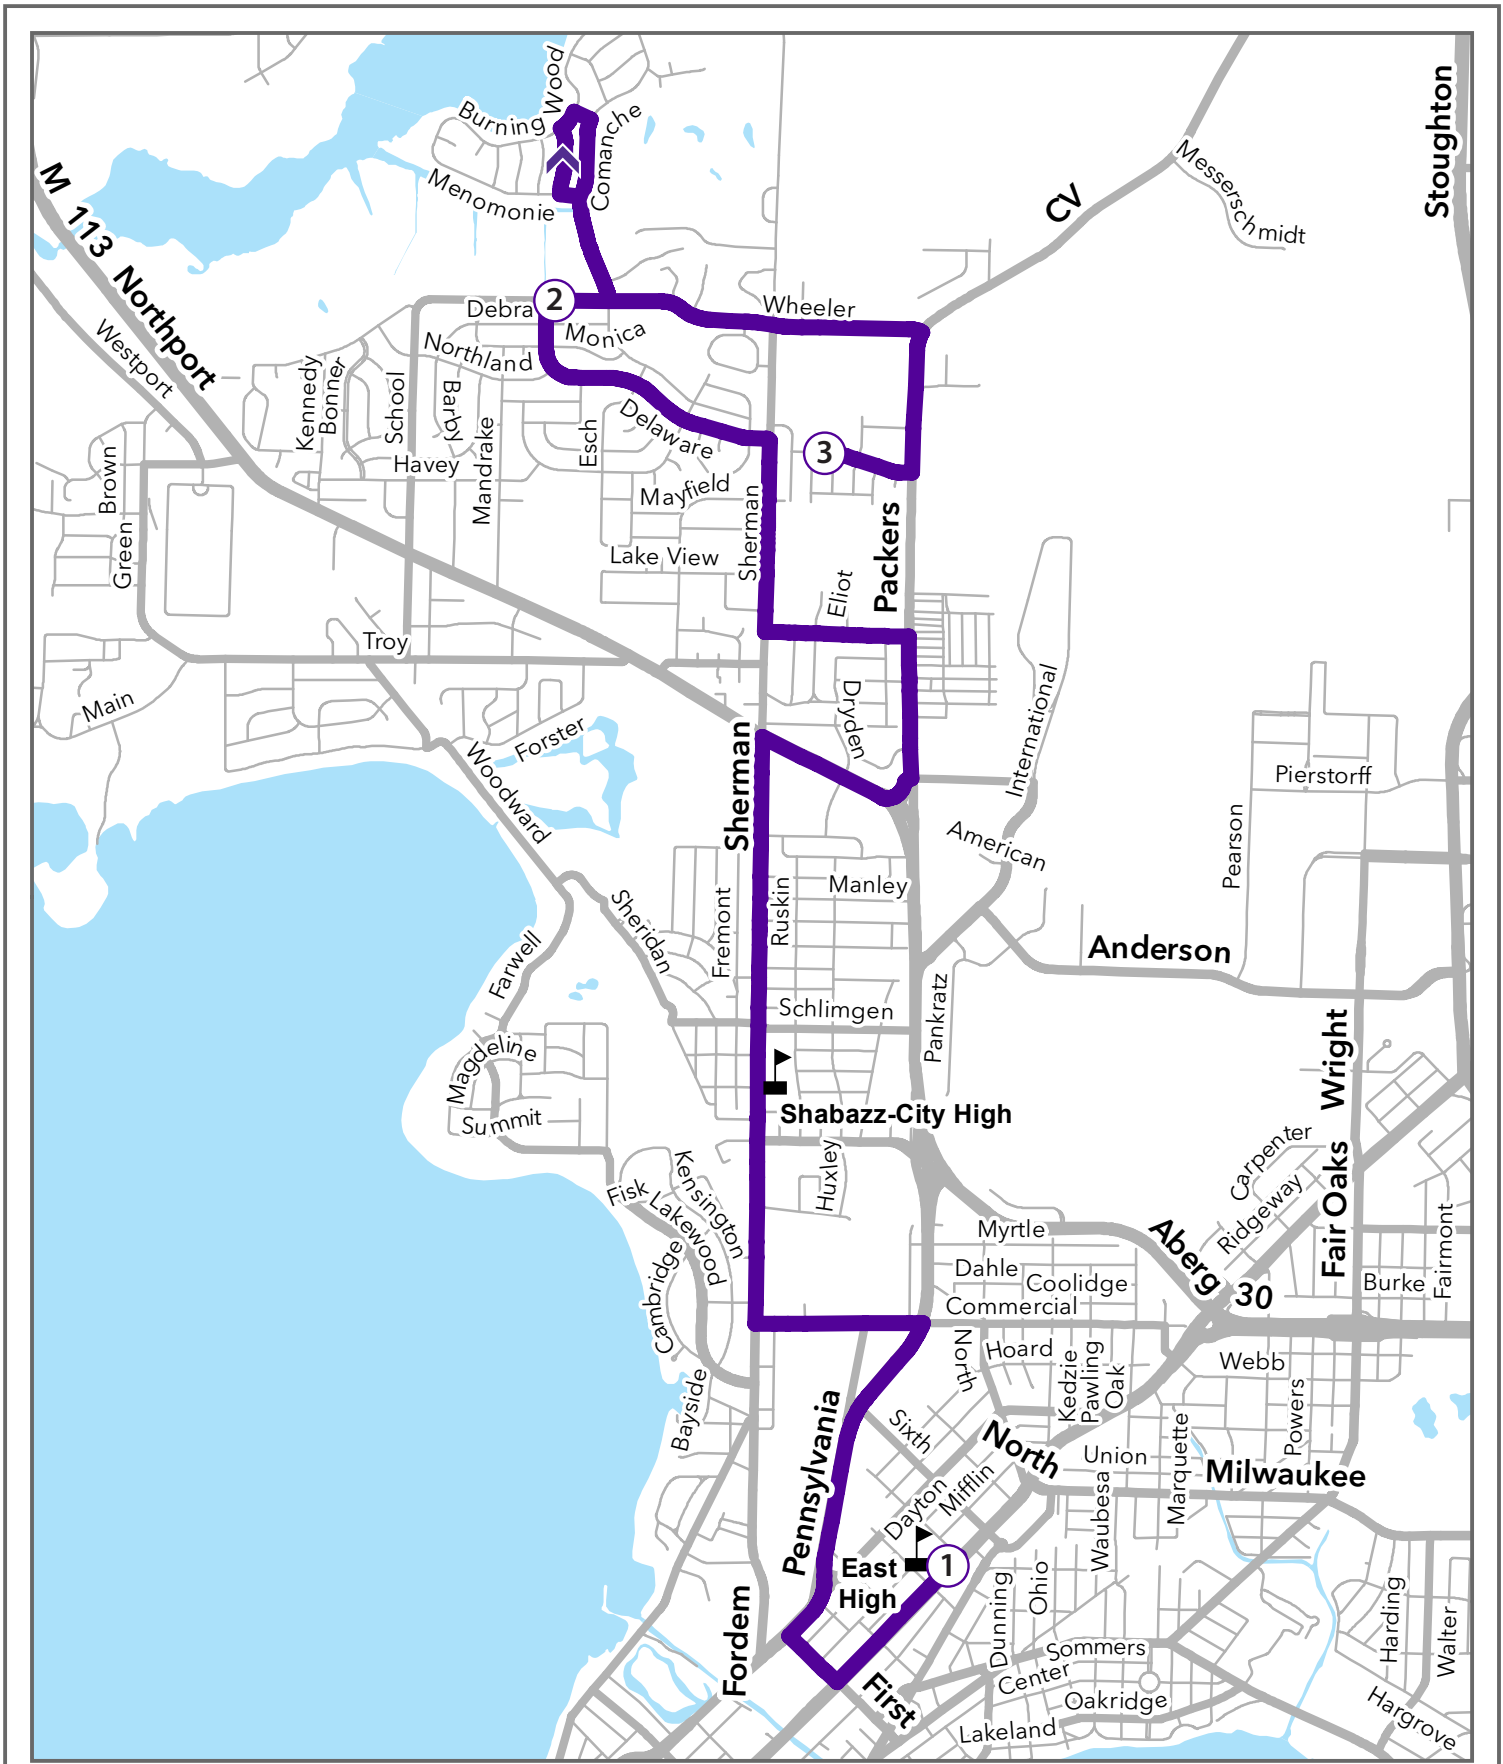 Wood
Burning
Comanche
Menomonie
Stoughton
Messerschmidt
CV
M 113 Northport
Westport
Debra
2
Monica
Wheeler
Northland
Kennedy
Bonner
School
Barby
Mandrake
Havey
Esch
Delaware
Mayfield
3
Brown
Green
Sherman
Lake View
Packers
Eliot
Troy
Main
Dryden
International
Forster
Woodward
Sherman
Pierstorff
Pearson
American
Manley
Ruskin
Fremont
Sheridan
Farwell
Anderson
Schlimgen
Pankratz
Wright
Magdeline
Summit
Shabazz-City High
Huxley
Kensington
Fisk
Lakewood
Cambridge
Carpenter
Ridgeway
Fair Oaks
Fairmont
Myrtle
Aberg
Dahle
Coolidge
30
Burke
Commercial
North
Hoard
Kedzie
Pawling
Oak
Webb
Powers
Bayside
Pennsylvania
Sixth
North
Union
Marquette
Milwaukee
Dayton
Mifflin
Waubesa
East
High
1
Dunning
Ohio
Harding
Walter
Fordem
First
Sommers
Center
Oakridge
Lakeland
Hargrove